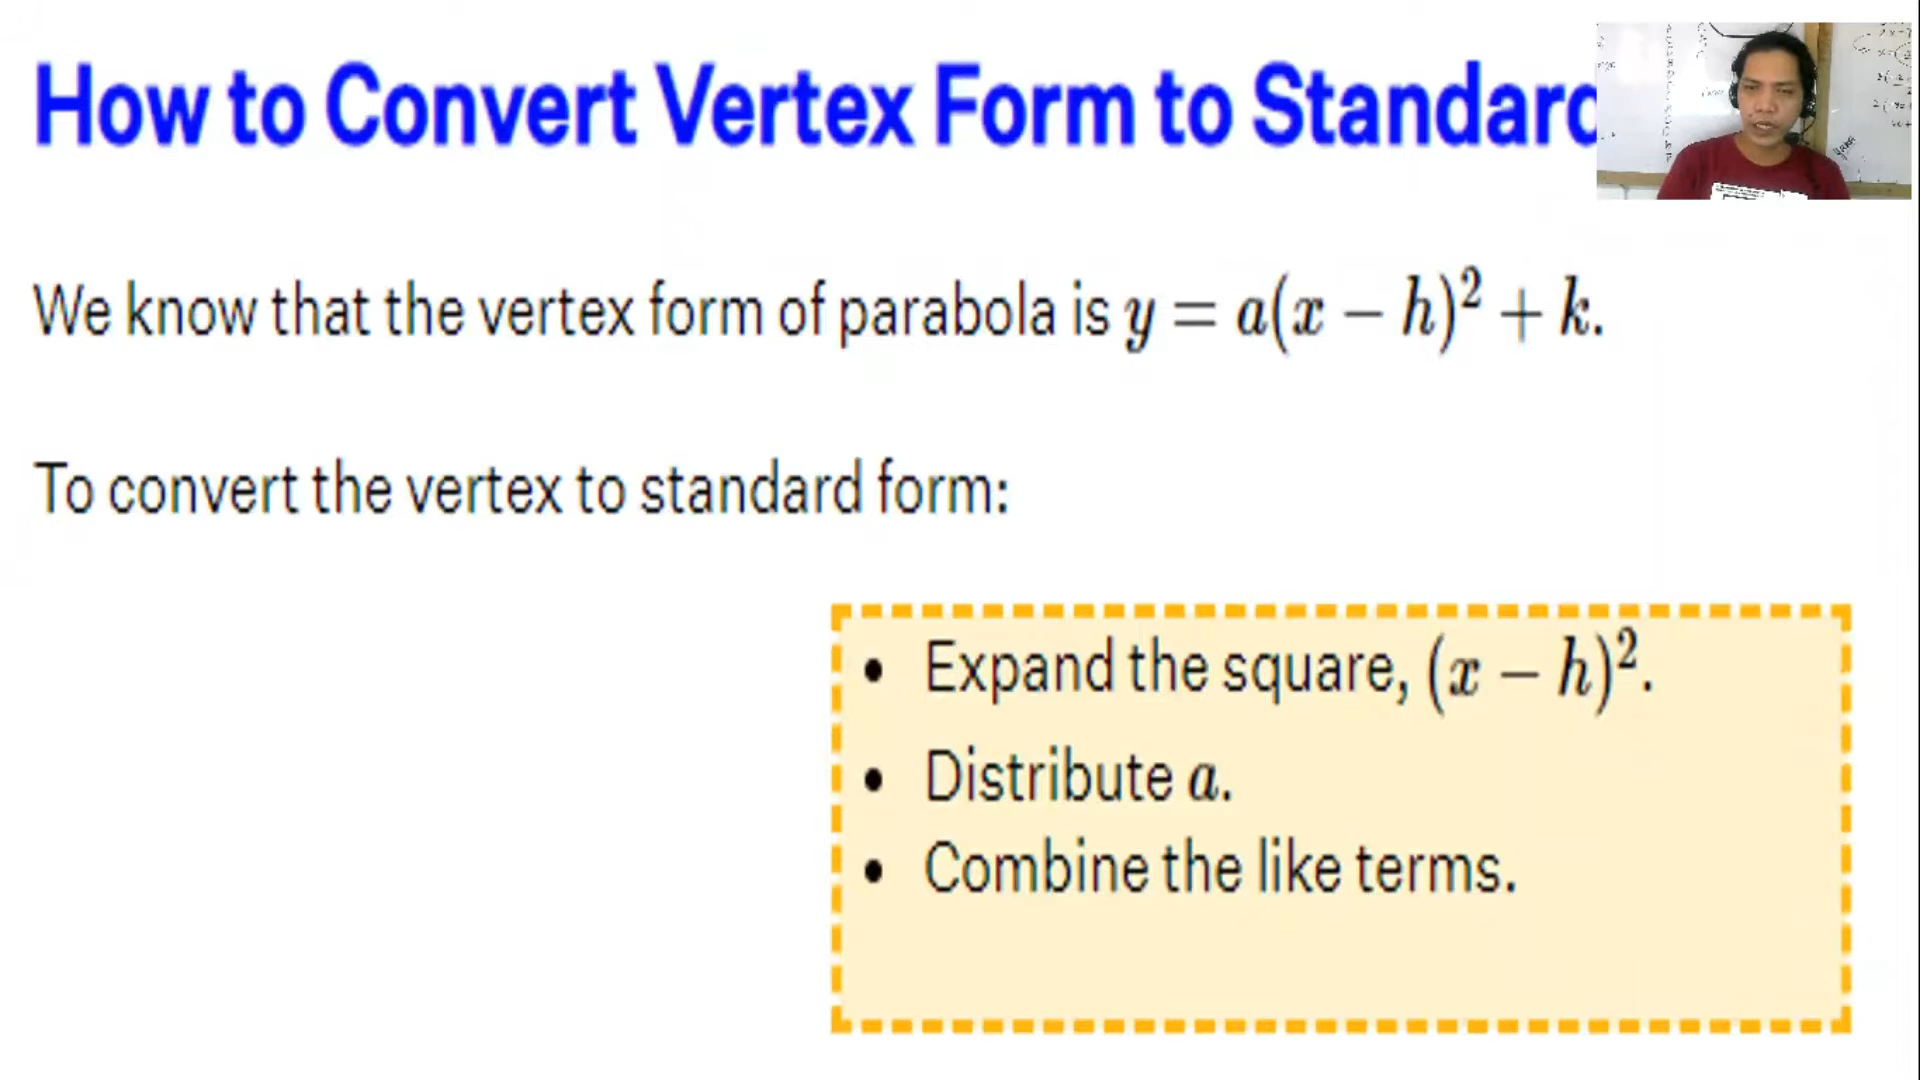 How to Convert Vertex Form to Standard
We know that the vertex form of parabola is y = a(x − h)² + k.
To convert the vertex to standard form:
• Expand the square, (x − h)².
• Distribute a.
• Combine the like terms.